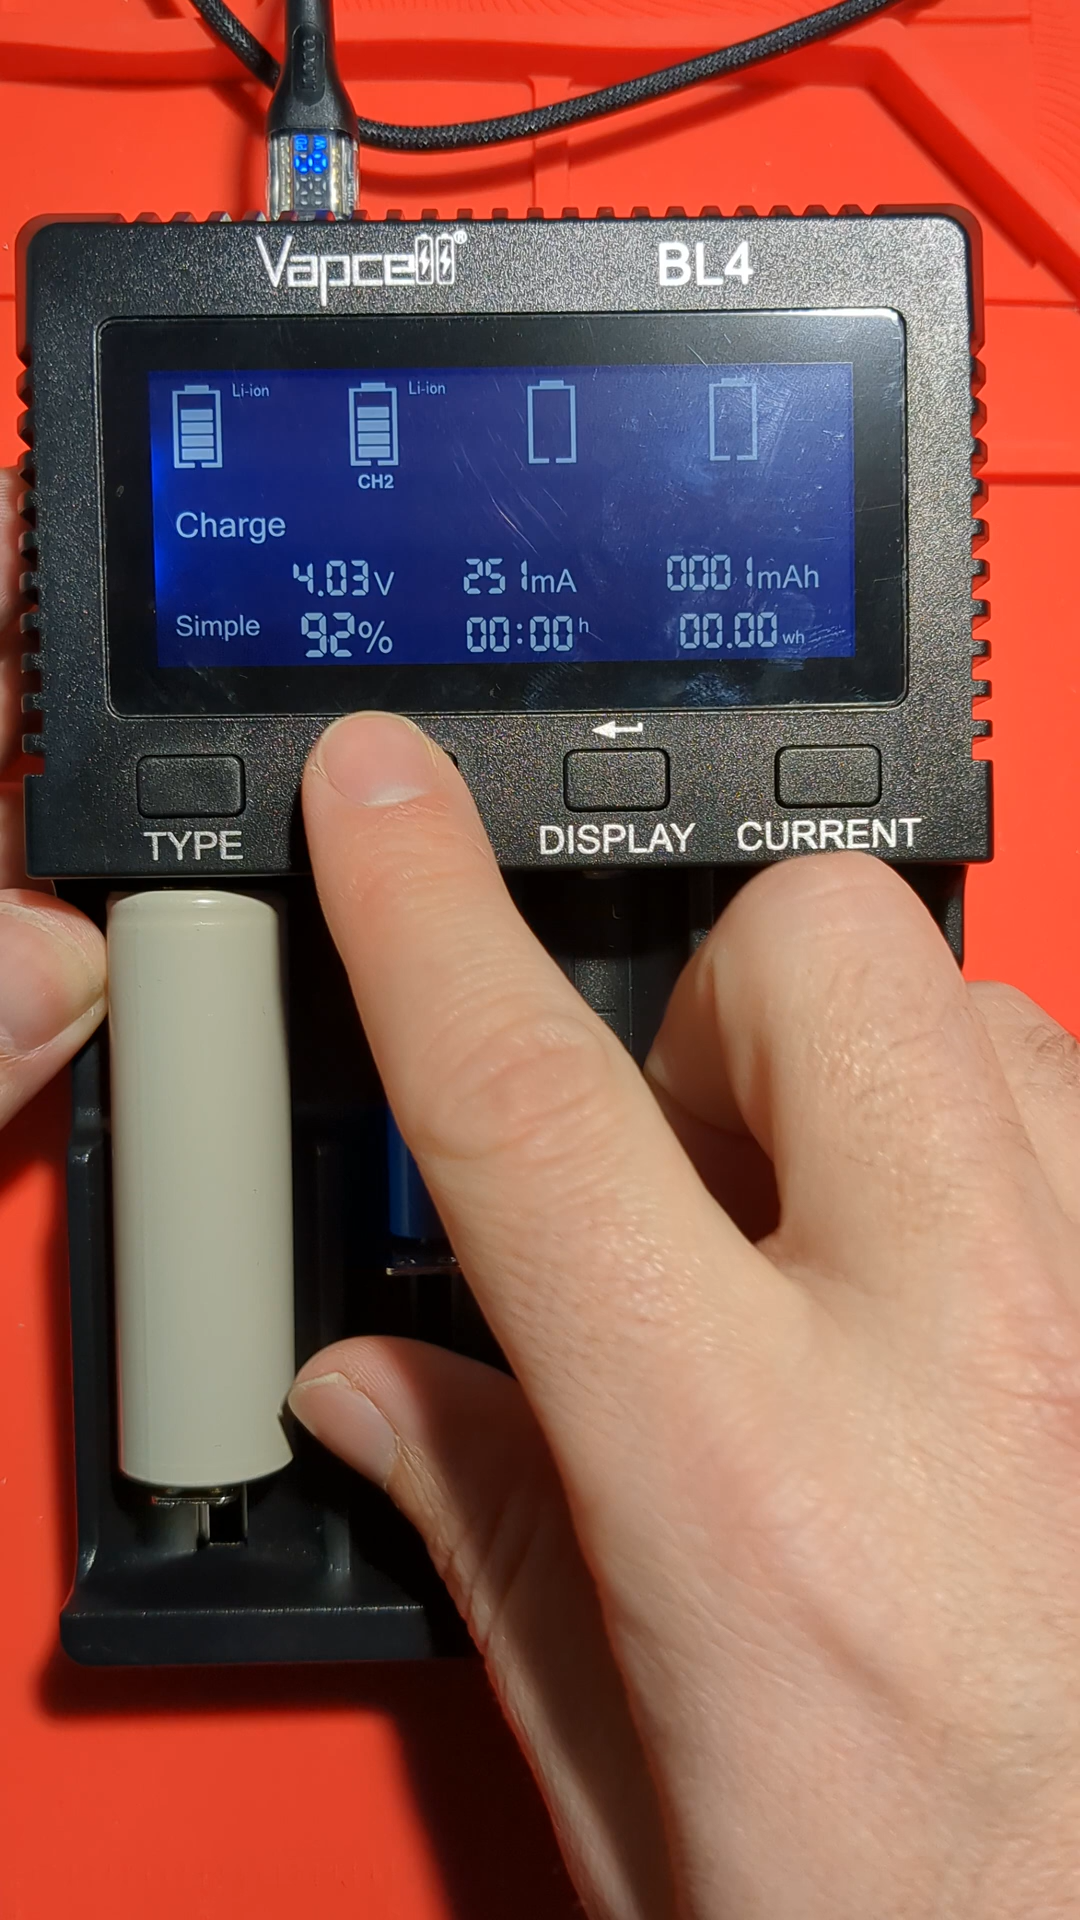 Vapcell®
BL4
Li-ion
Li-ion
CH2
Charge
4.03V 251mA 0001mAh
Simple 92% 00:00h 00.00wh
TYPE
DISPLAY
CURRENT